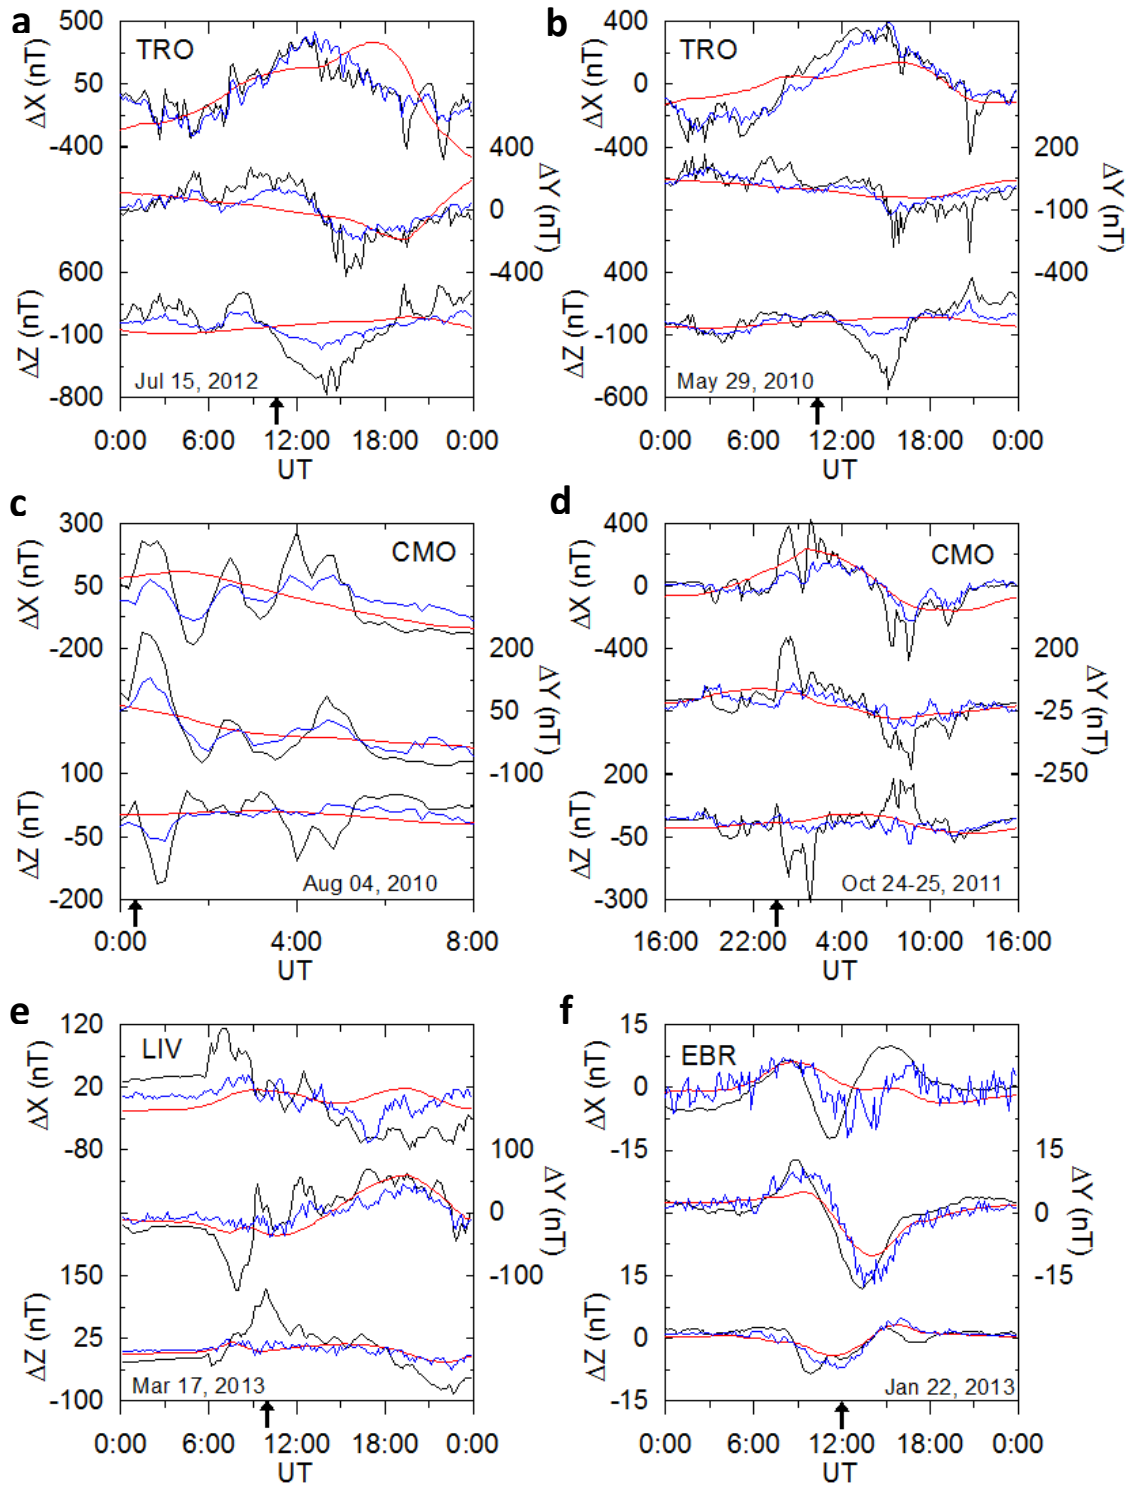 a
TRO
ΔX (nT)
500
50
-400
400
0
-400
ΔY (nT)
600
-100
-800
ΔZ (nT)
Jul 15, 2012
0:00 6:00 12:00 18:00 0:00
UT
b
TRO
ΔX (nT)
400
0
-400
200
-100
-400
ΔY (nT)
400
-100
-600
ΔZ (nT)
May 29, 2010
0:00 6:00 12:00 18:00 0:00
UT
c
CMO
ΔX (nT)
300
50
-200
200
50
-100
ΔY (nT)
100
-50
-200
ΔZ (nT)
Aug 04, 2010
0:00 4:00 8:00
UT
d
CMO
ΔX (nT)
400
0
-400
200
-25
-250
ΔY (nT)
200
-50
-300
ΔZ (nT)
Oct 24-25, 2011
16:00 22:00 4:00 10:00 16:00
UT
e
LIV
ΔX (nT)
120
20
-80
100
0
-100
ΔY (nT)
150
25
-100
ΔZ (nT)
Mar 17, 2013
0:00 6:00 12:00 18:00 0:00
UT
f
EBR
ΔX (nT)
15
0
-15
15
0
-15
ΔY (nT)
15
0
-15
ΔZ (nT)
Jan 22, 2013
0:00 6:00 12:00 18:00 0:00
UT